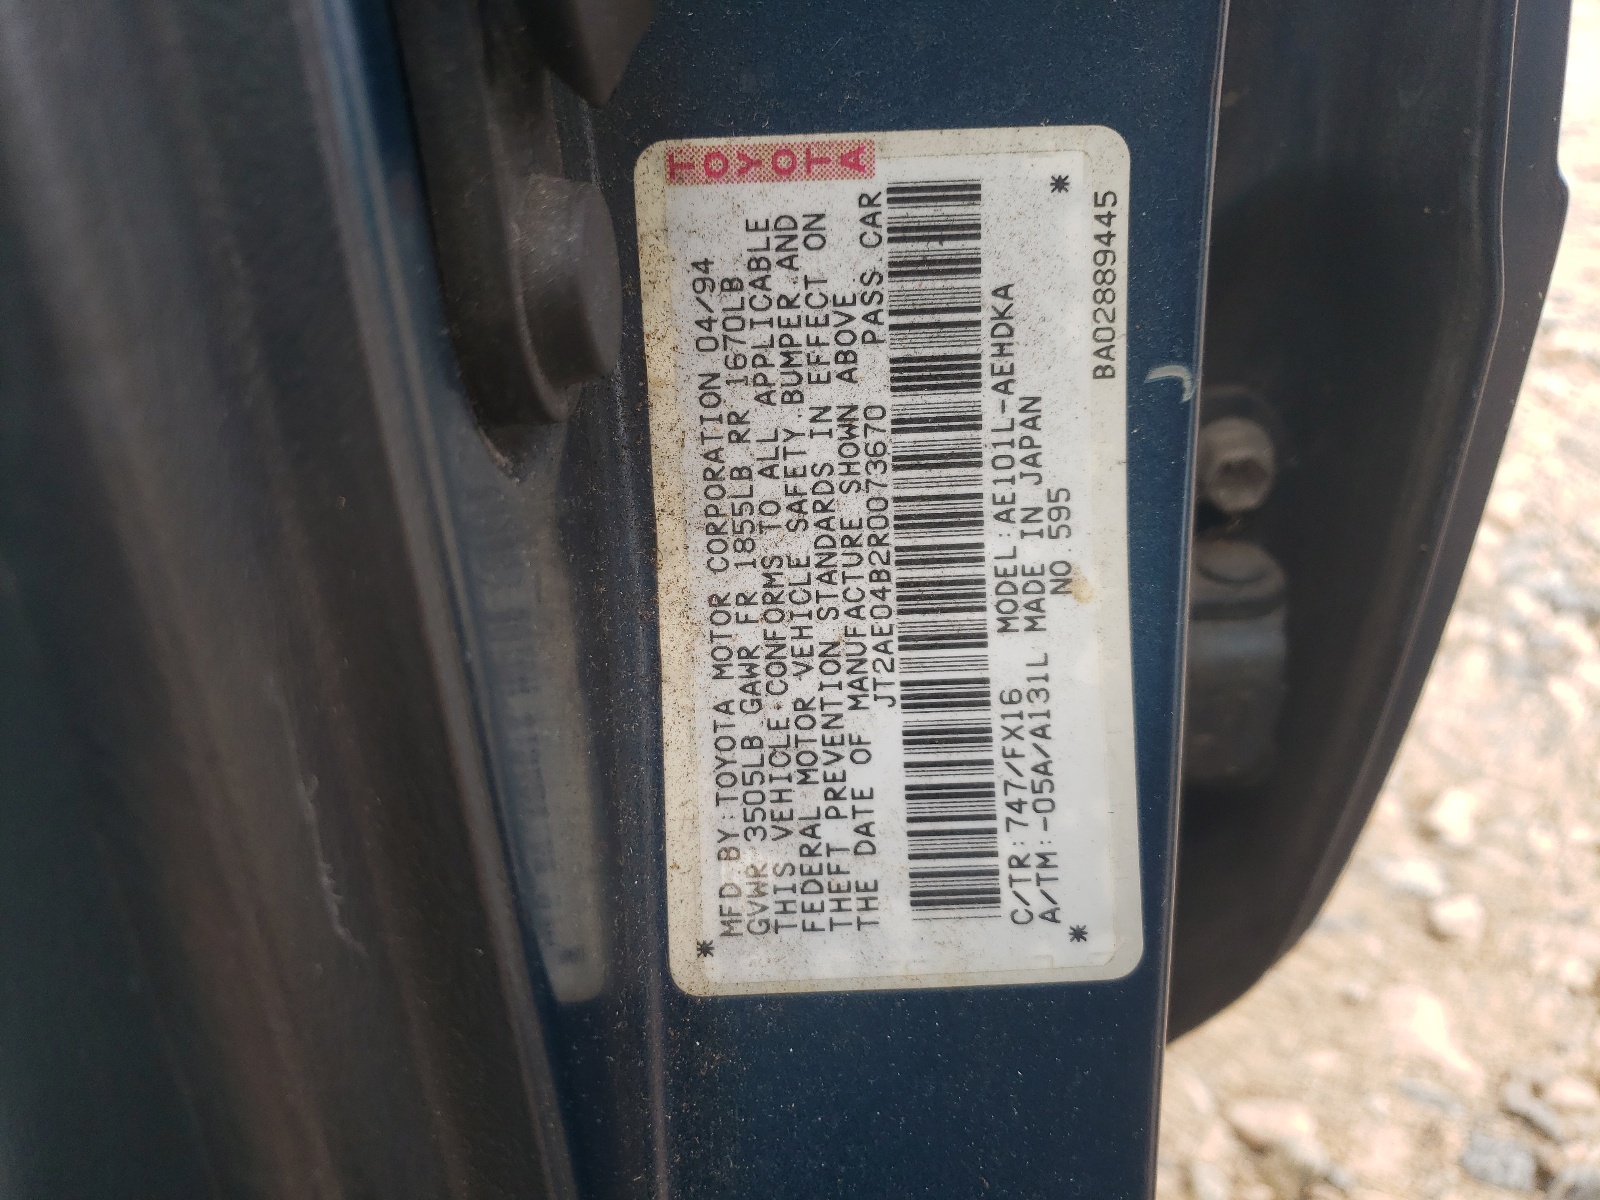 TOYOTA
MFD.BY:TOYOTA MOTOR CORPORATION 04/94
GVWR 3505LB GAWR FR 1855LB RR 1670LB
THIS VEHICLE CONFORMS TO ALL APPLICABLE
FEDERAL MOTOR VEHICLE SAFETY,BUMPER,AND
THEFT PREVENTION STANDARDS IN EFFECT ON
THE DATE OF MANUFACTURE SHOWN ABOVE
JT2AE04B2R0073670 PASS CAR
C/TR:747/FX16 MODEL:AE101L-AEHDKA
A/TM:-05A/A131L MADE IN JAPAN
NO.595
BA02889445